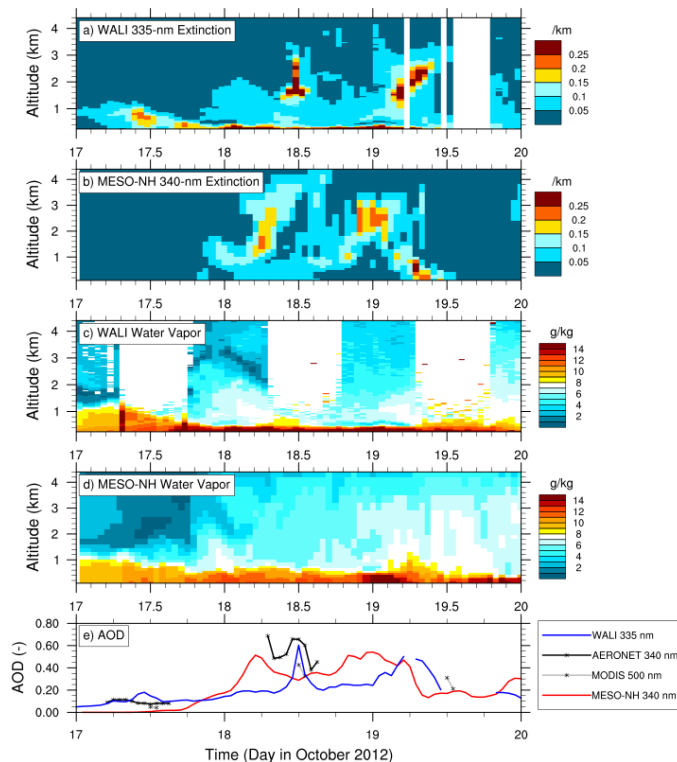 a) WALI 335-nm Extinction
Altitude (km)
4
3
2
1
17 17.5 18 18.5 19 19.5 20
/km
0.25
0.2
0.15
0.1
0.05
b) MESO-NH 340-nm Extinction
Altitude (km)
4
3
2
1
17 17.5 18 18.5 19 19.5 20
/km
0.25
0.2
0.15
0.1
0.05
c) WALI Water Vapor
Altitude (km)
4
3
2
1
17 17.5 18 18.5 19 19.5 20
g/kg
14
12
10
8
6
4
2
d) MESO-NH Water Vapor
Altitude (km)
4
3
2
1
17 17.5 18 18.5 19 19.5 20
g/kg
14
12
10
8
6
4
2
e) AOD
AOD (-)
0.80
0.60
0.40
0.20
0.00
17 17.5 18 18.5 19 19.5 20
Time (Day in October 2012)
WALI 335 nm
AERONET 340 nm
MODIS 500 nm
MESO-NH 340 nm